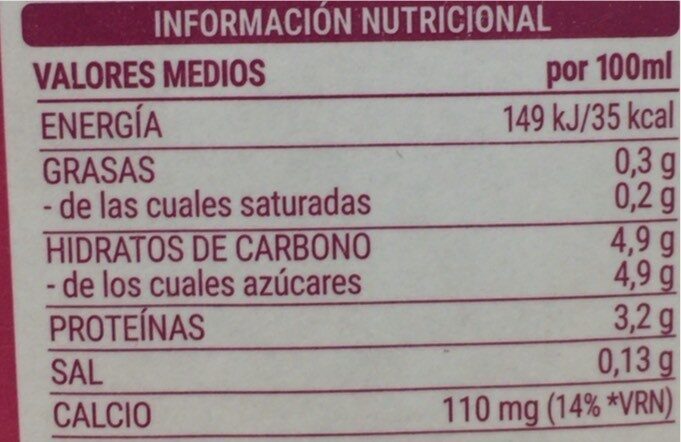 INFORMACIÓN NUTRICIONAL
VALORES MEDIOS por 100ml
ENERGÍA 149 kJ/35 kcal
GRASAS 0,3 g
- de las cuales saturadas 0,2 g
HIDRATOS DE CARBONO 4,9 g
- de los cuales azúcares 4,9 g
PROTEÍNAS 3,2 g
SAL 0,13 g
CALCIO 110 mg (14% *VRN)